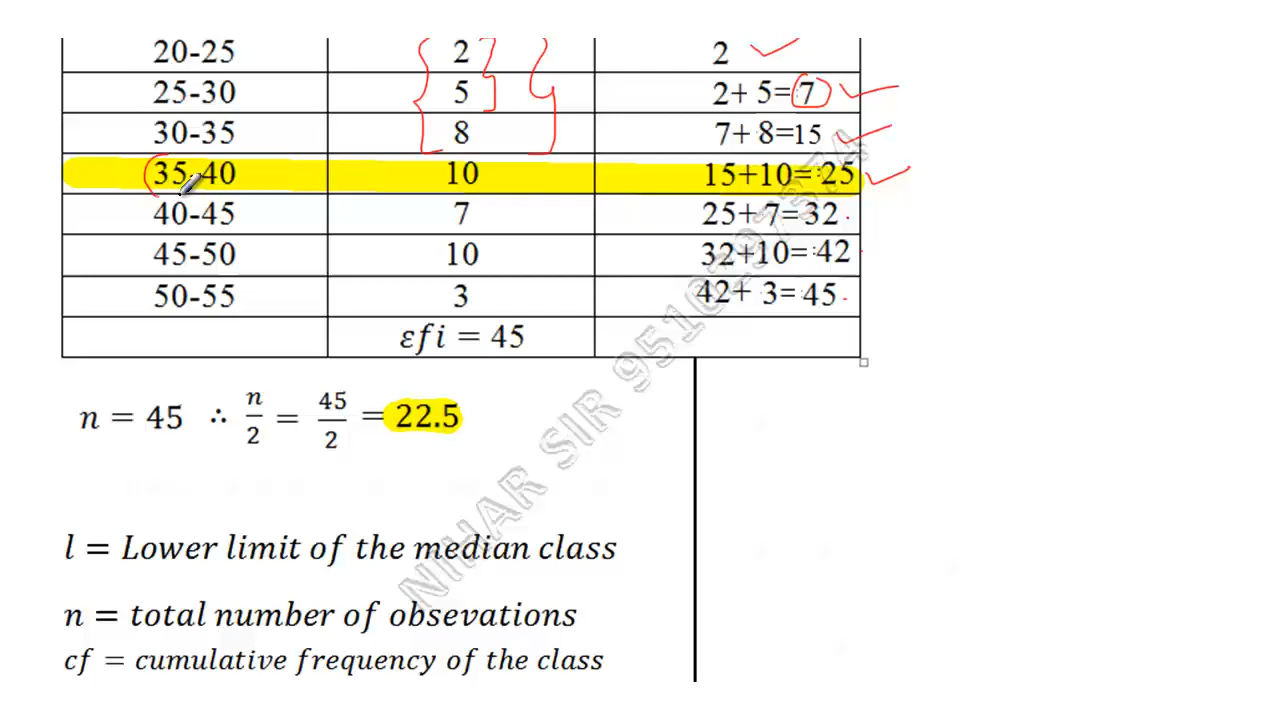 20-25 2 2
25-30 5 2+ 5=7
30-35 8 7+ 8=15
35-40 10 15+10=25
40-45 7 25+7=32
45-50 10 32+10=42
50-55 3 42+ 3=45
εfi = 45
n = 45 ∴ n/2 = 45/2 = 22.5
l = Lower limit of the median class
n = total number of obsevations
cf = cumulative frequency of the class
NIHAR SIR 9510297374